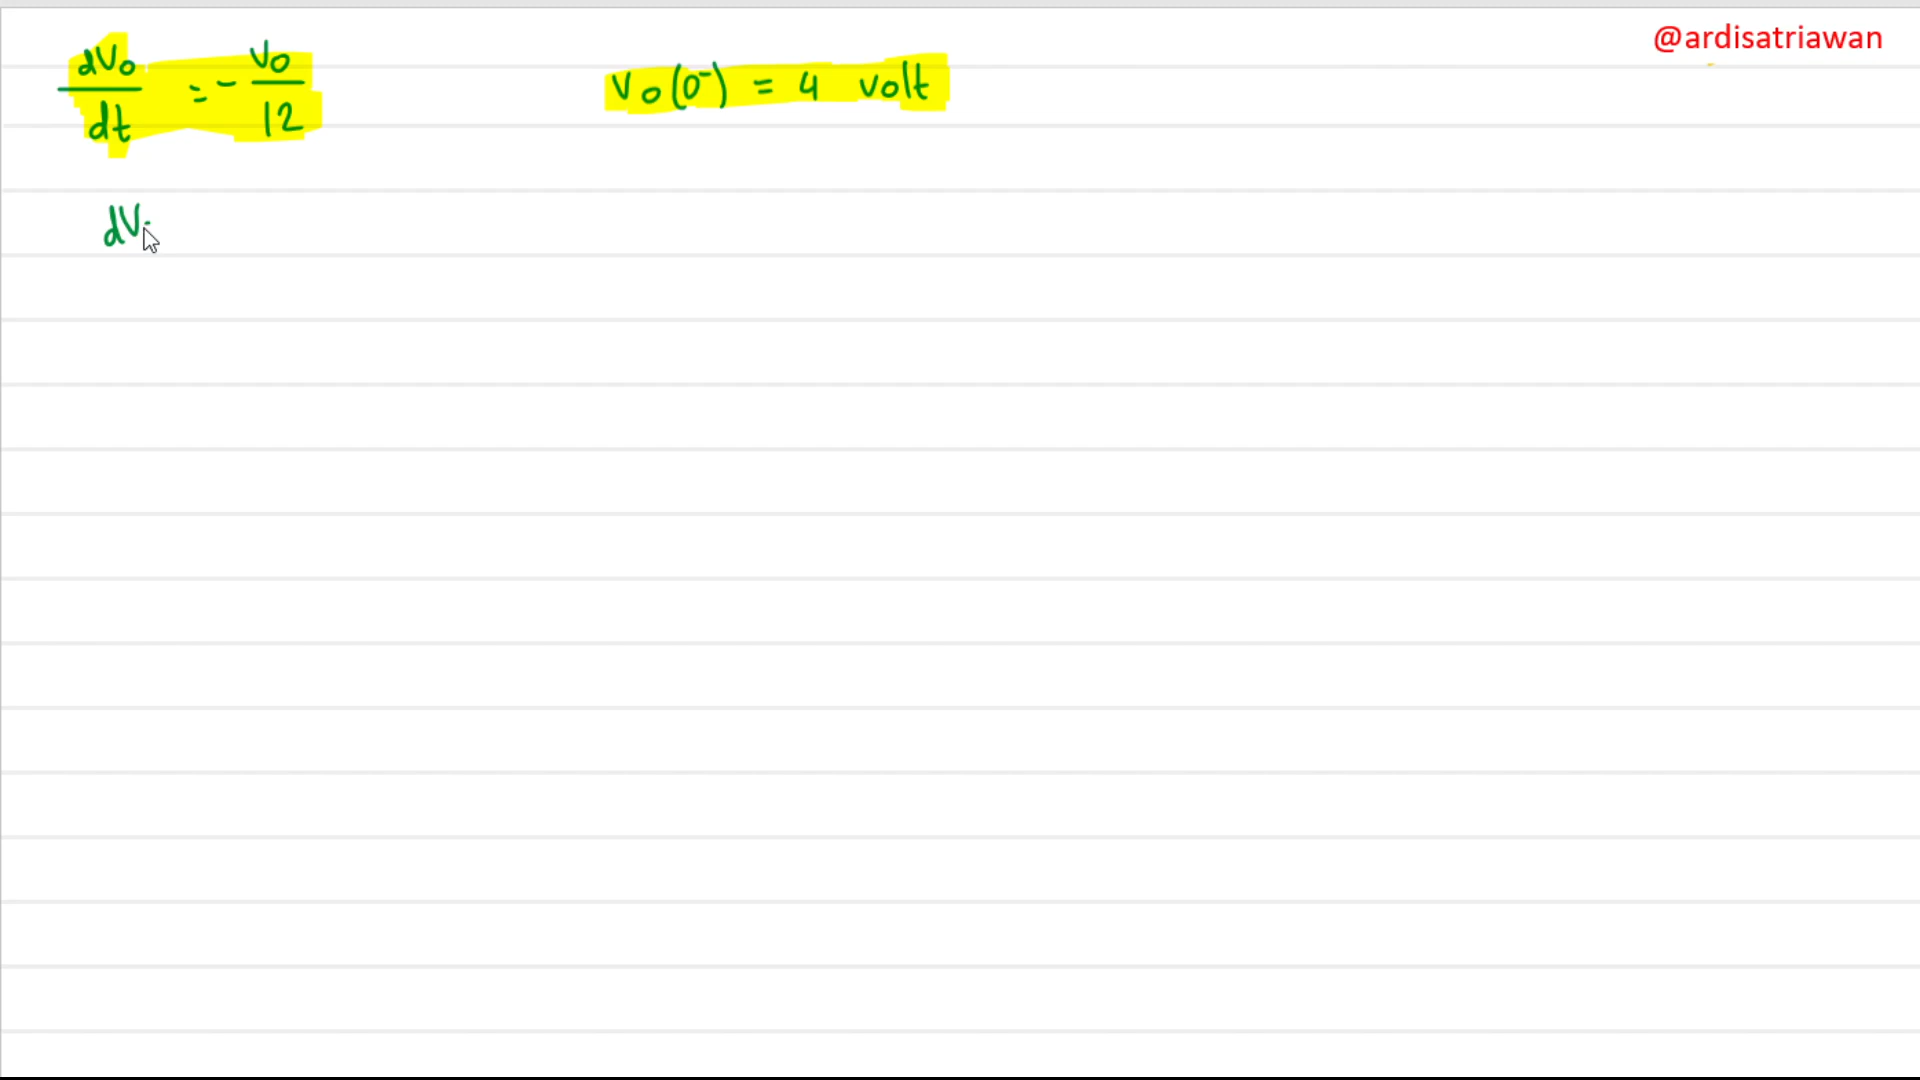 @ardisatriawan
dVo/dt = - Vo/12    Vo(0⁻) = 4 volt
dV